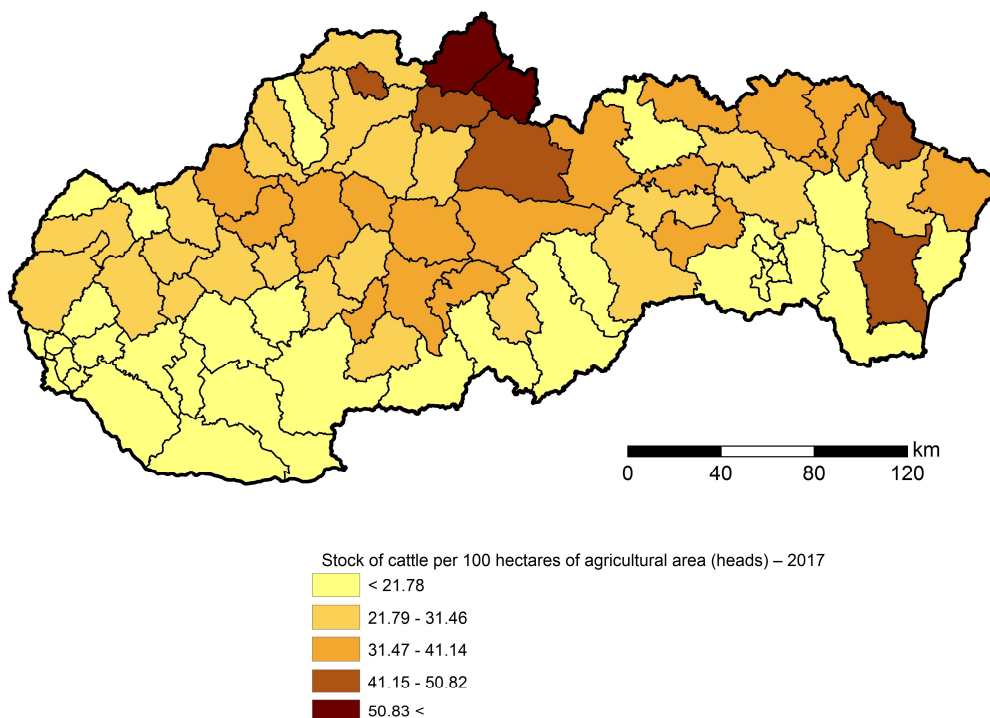 km
0 40 80 120
Stock of cattle per 100 hectares of agricultural area (heads) – 2017
< 21.78
21.79 - 31.46
31.47 - 41.14
41.15 - 50.82
50.83 <